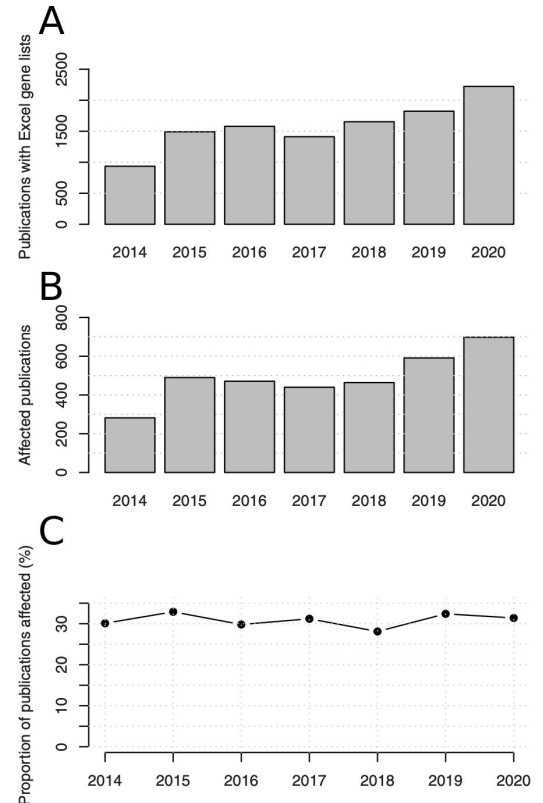 A
Publications with Excel gene lists
2500
1500
500
0
2014 2015 2016 2017 2018 2019 2020
B
Affected publications
800
600
400
200
0
2014 2015 2016 2017 2018 2019 2020
C
Proportion of publications affected (%)
30
20
10
0
2014 2015 2016 2017 2018 2019 2020